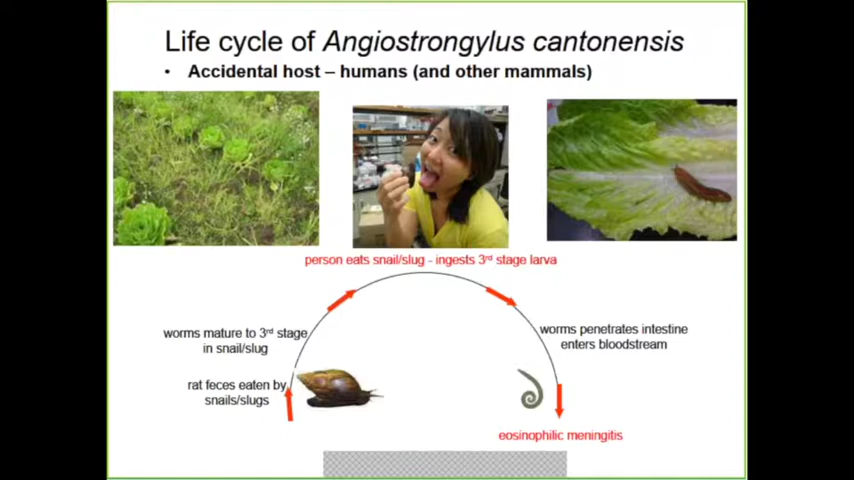 Life cycle of Angiostrongylus cantonensis
• Accidental host – humans (and other mammals)
person eats snail/slug - ingests 3rd stage larva
worms mature to 3rd stage
in snail/slug
worms penetrates intestine
enters bloodstream
rat feces eaten by
snails/slugs
eosinophilic meningitis